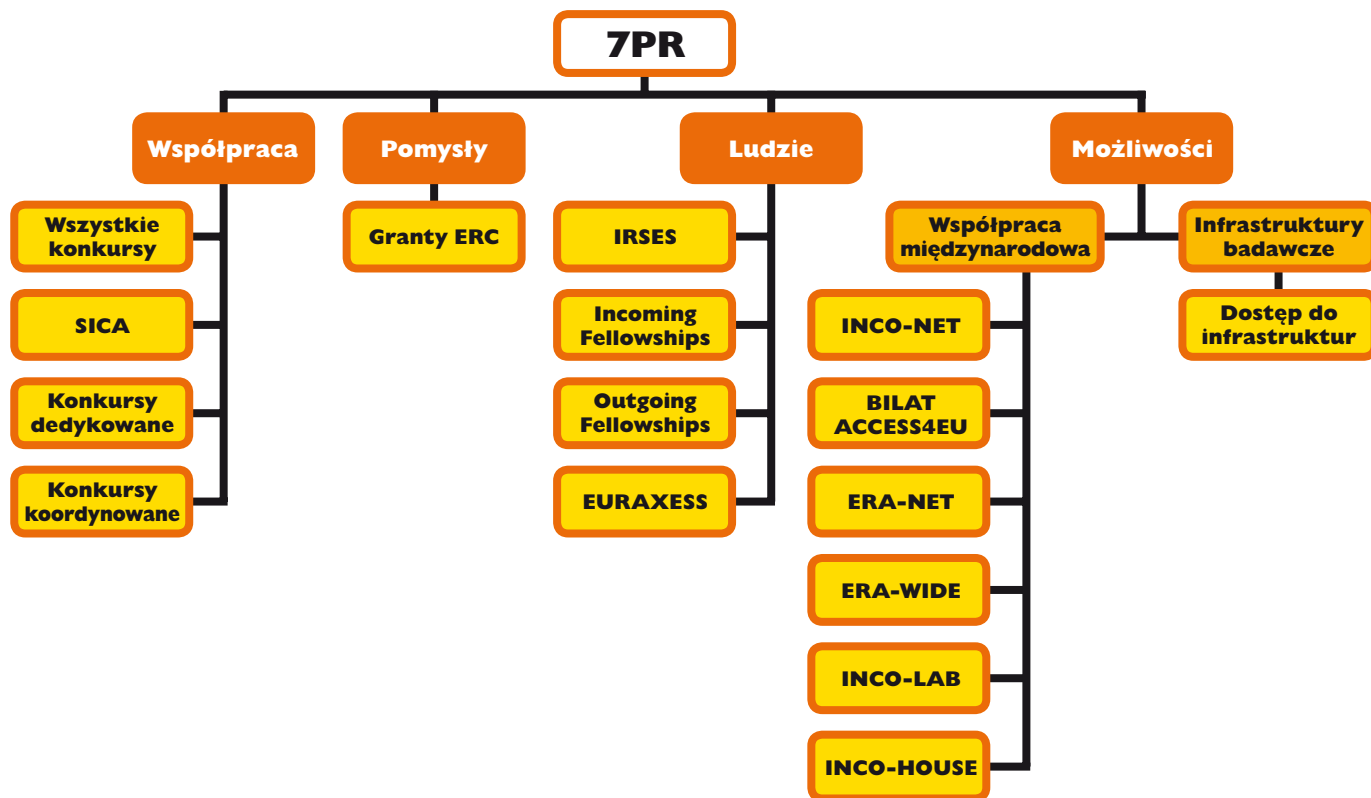 7PR
Współpraca
Pomysły
Ludzie
Możliwości
Wszystkie
konkursy
SICA
Konkursy
dedykowane
Konkursy
koordynowane
Granty ERC
IRSES
Incoming
Fellowships
Outgoing
Fellowships
EURAXESS
Współpraca
międzynarodowa
INCO-NET
BILAT
ACCESS4EU
ERA-NET
ERA-WIDE
INCO-LAB
INCO-HOUSE
Infrastruktury
badawcze
Dostęp do
infrastruktur